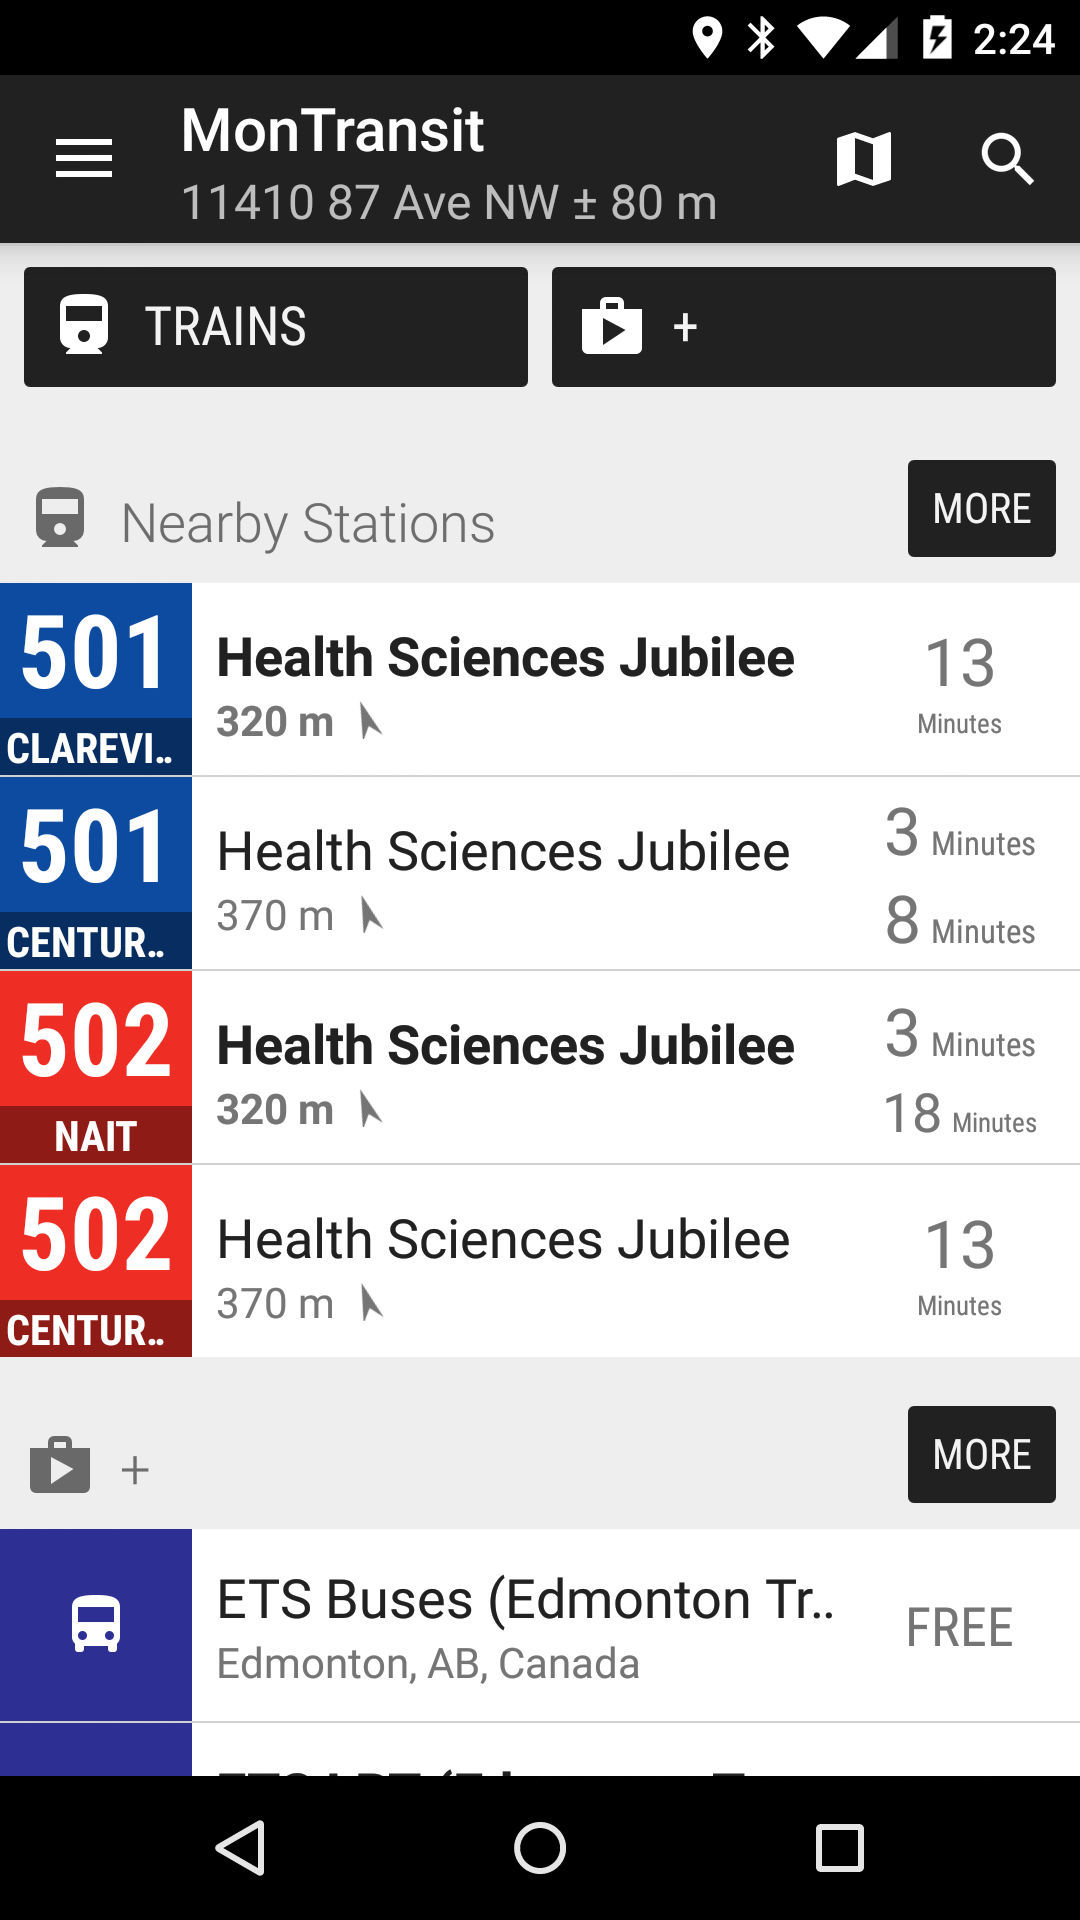 2:24
MonTransit
11410 87 Ave NW ± 80 m
TRAINS
+
Nearby Stations
MORE
501
CLAREVI..
Health Sciences Jubilee
320 m
13
Minutes
501
CENTUR..
Health Sciences Jubilee
370 m
3 Minutes
8 Minutes
502
NAIT
Health Sciences Jubilee
320 m
3 Minutes
18 Minutes
502
CENTUR..
Health Sciences Jubilee
370 m
13
Minutes
+
MORE
ETS Buses (Edmonton Tr..
Edmonton, AB, Canada
FREE